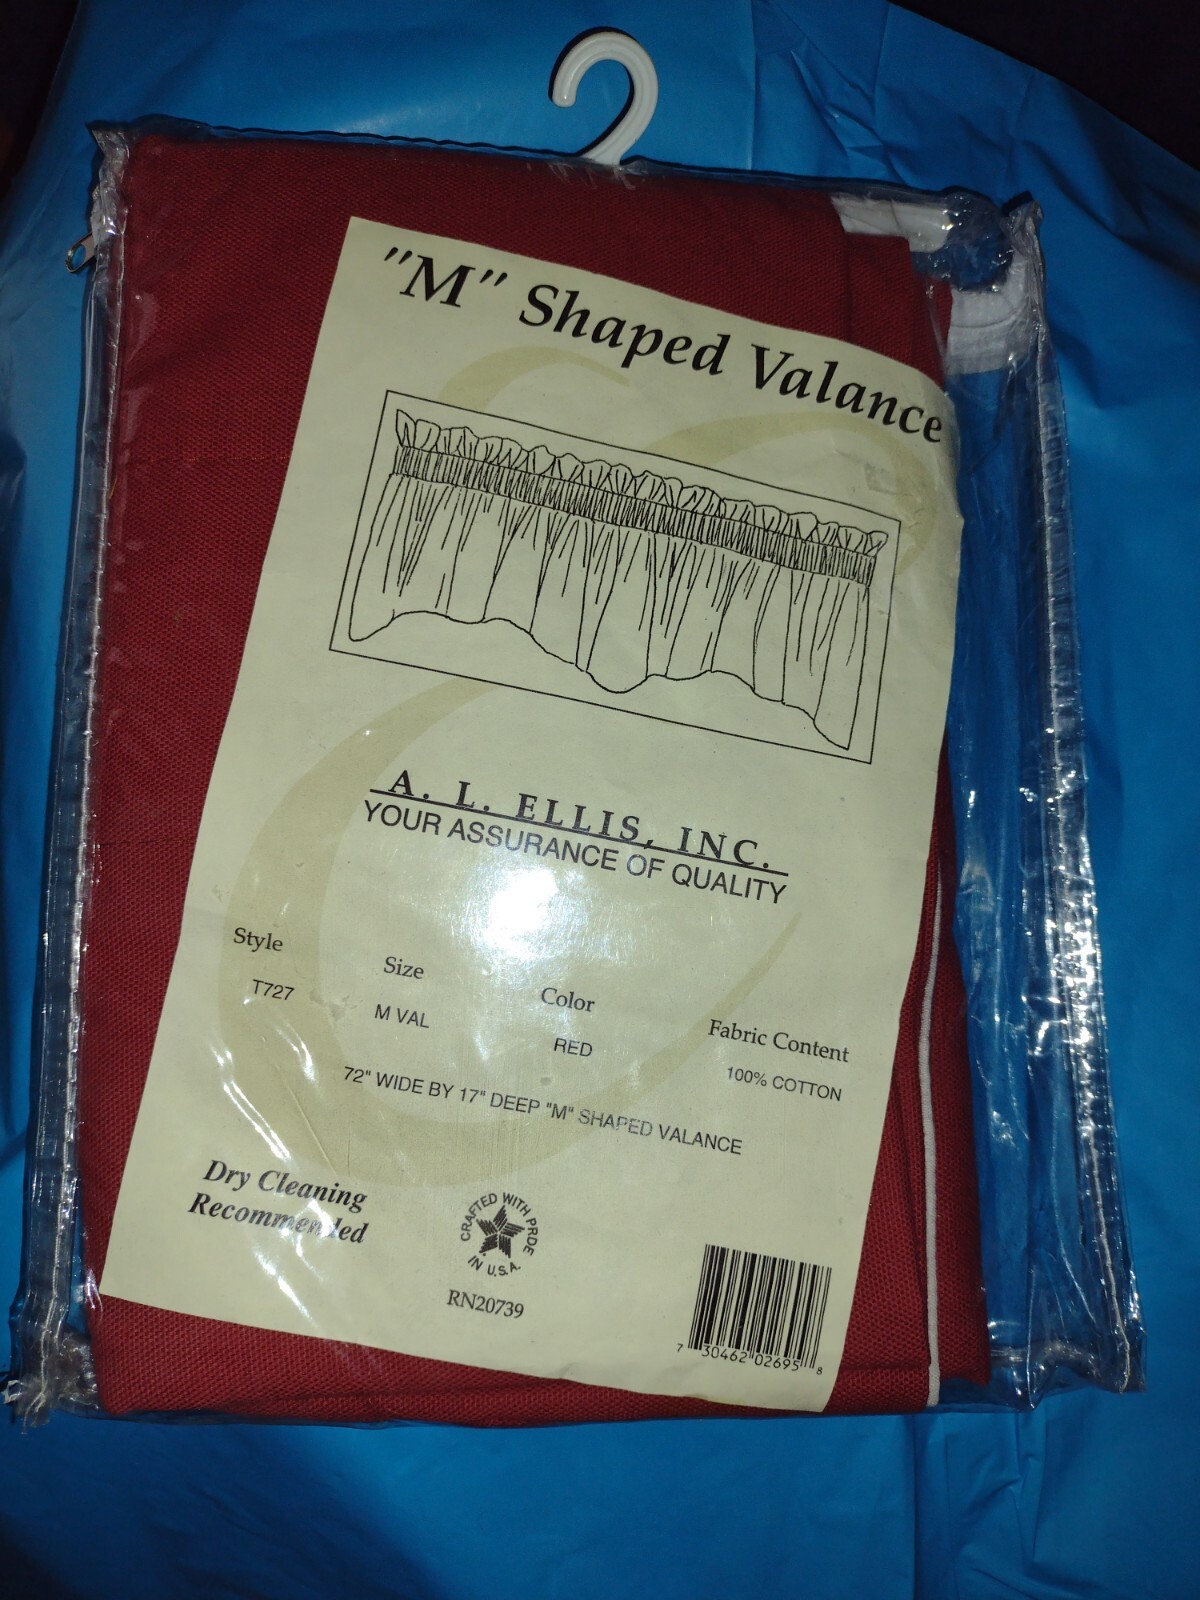 "M" Shaped Valance
A. L. ELLIS, INC.
YOUR ASSURANCE OF QUALITY
Style Size Color Fabric Content
T727 M VAL RED 100% COTTON
72" WIDE BY 17" DEEP "M" SHAPED VALANCE
Dry Cleaning
Recommended
CRAFTED WITH PRDE
IN U.S.A.
RN20739
7 30462 02695 8